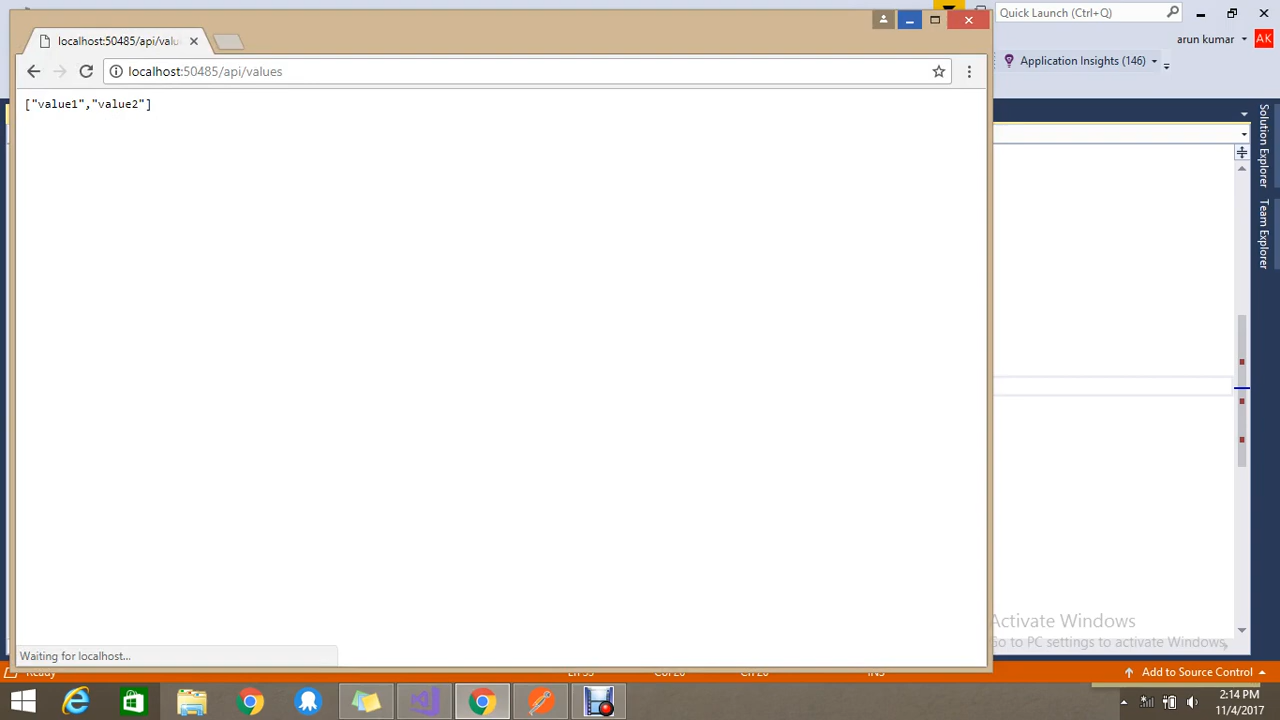 Quick Launch (Ctrl+Q)
localhost:50485/api/valu
arun kumar
AK
localhost:50485/api/values
Application Insights (146)
["value1","value2"]
Solution Explorer
Team Explorer
Activate Windows
Go to PC settings to activate Windows.
Waiting for localhost...
Ready
Add to Source Control
2:14 PM
11/4/2017